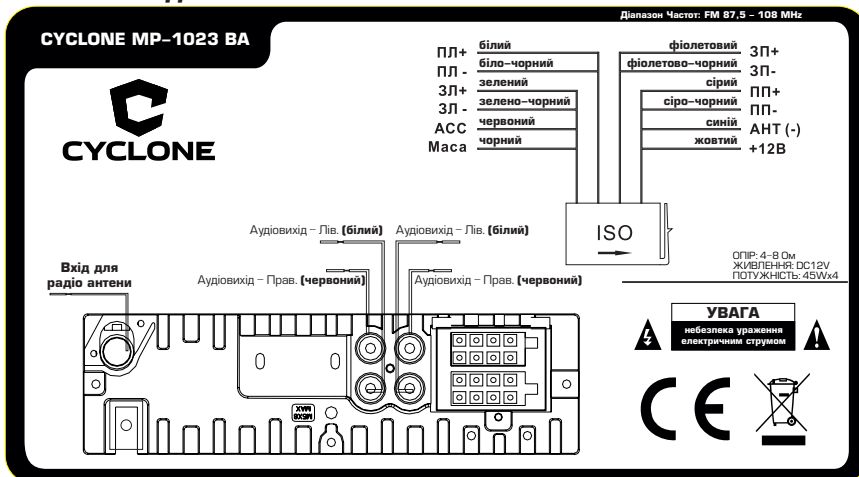 Діапазон Частот: FM 87,5 – 108 MHz
CYCLONE MP–1023 BA
CYCLONE
ПЛ+ білий
ПЛ - біло–чорний
ЗЛ+ зелений
ЗЛ - зелено–чорний
ACC червоний
Маса чорний
фіолетовий ЗП+
фіолетово–чорний ЗП-
сірий ПП+
сіро–чорний ПП-
синій АНТ (-)
жовтий +12В
ISO
Аудіовихід – Лів. (білий) Аудіовихід – Лів. (білий)
Аудіовихід – Прав. (червоний) Аудіовихід – Прав. (червоний)
Вхід для
радіо антени
ОПІР: 4–8 Ом
ЖИВЛЕННЯ: DC12V
ПОТУЖНІСТЬ: 45Wx4
УВАГА
небезпека ураження
електричним струмом
M5X8
MAX
CE